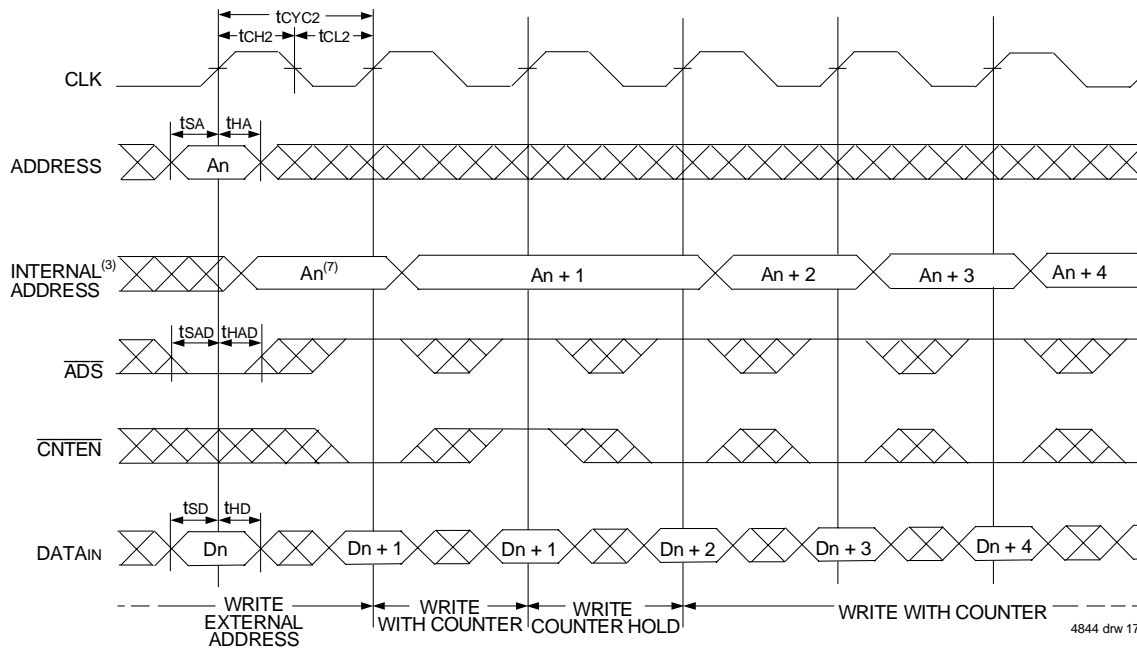 tCYC2
tCH2 tCL2
CLK
tSA tHA
ADDRESS An
INTERNAL(3)
ADDRESS
An(7) An + 1 An + 2 An + 3 An + 4
tSAD tHAD
ADS
CNTEN
tSD tHD
DATAIN Dn Dn + 1 Dn + 1 Dn + 2 Dn + 3 Dn + 4
WRITE
EXTERNAL
ADDRESS
WRITE
WITH COUNTER
WRITE
COUNTER HOLD
WRITE WITH COUNTER
4844 drw 17